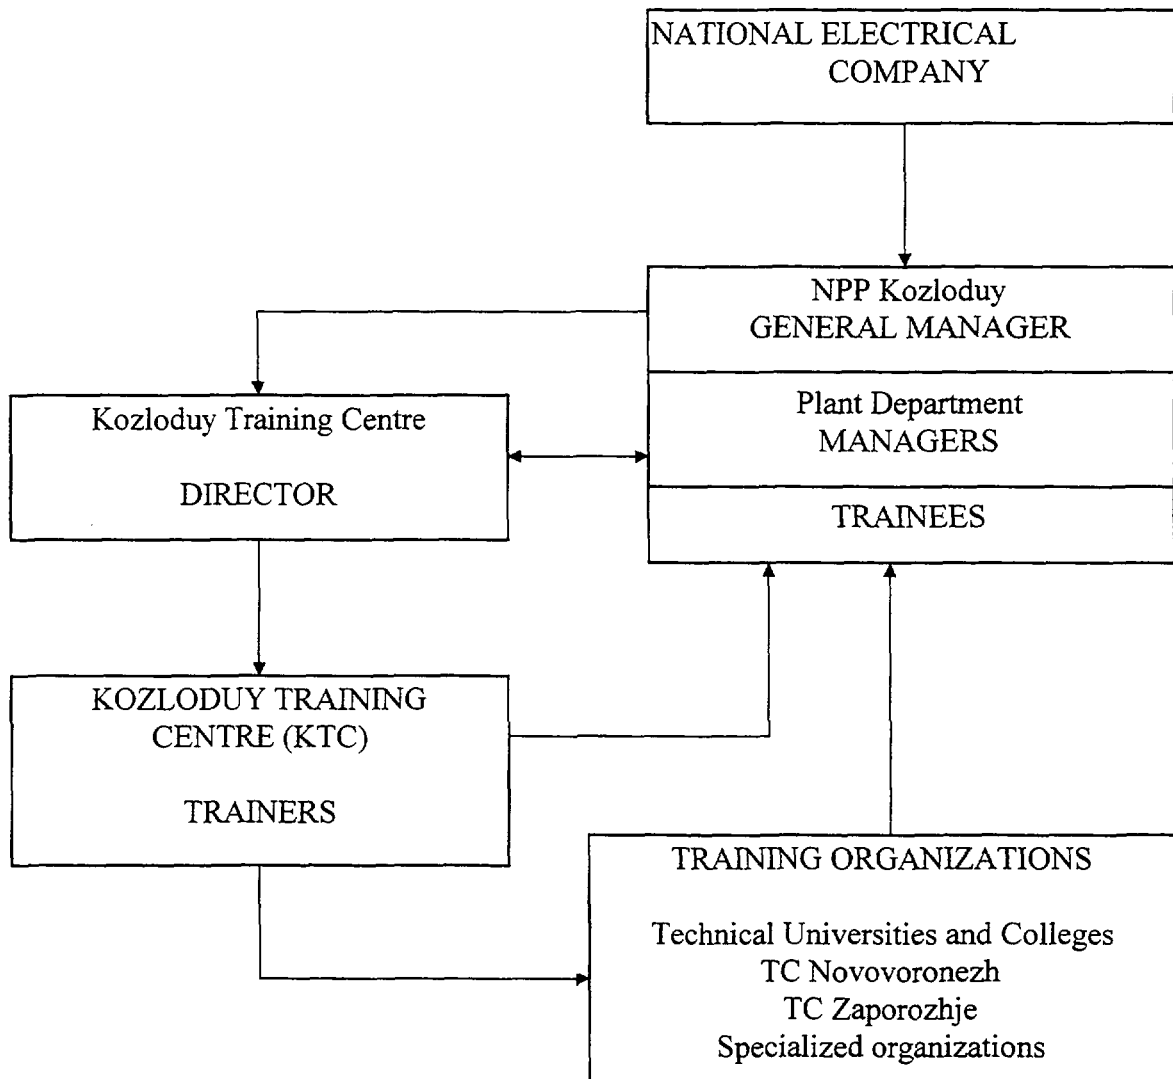 NATIONAL ELECTRICAL
COMPANY
NPP Kozloduy
GENERAL MANAGER
Plant Department
MANAGERS
TRAINEES
Kozloduy Training Centre
DIRECTOR
KOZLODUY TRAINING
CENTRE (KTC)
TRAINERS
TRAINING ORGANIZATIONS
Technical Universities and Colleges
TC Novovoronezh
TC Zaporozhje
Specialized organizations